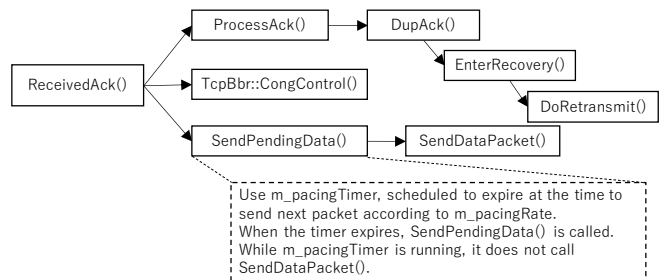 ProcessAck()
DupAck()
EnterRecovery()
ReceivedAck()
TcpBbr::CongControl()
DoRetransmit()
SendPendingData()
SendDataPacket()
Use m_pacingTimer, scheduled to expire at the time to
send next packet according to m_pacingRate.
When the timer expires, SendPendingData() is called.
While m_pacingTimer is running, it does not call
SendDataPacket().